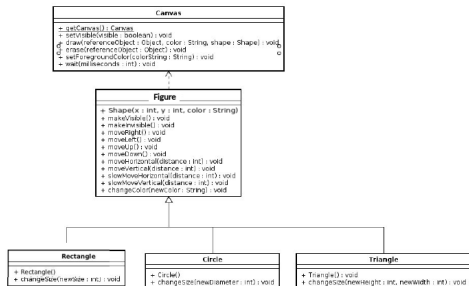 Canvas
+ getCanvas() : Canvas
+ setVisible(visible : boolean) : void
+ draw(referenceObject : Object, color : String, shape : Shape) : void
+ erase(referenceObject : Object) : void
+ setForegroundColor(colorString : String) : void
+ wait(miliseconds : int) : void
Figure
+ Shape(x : int, y : int, color : String)
+ makeVisible() : void
+ makeInvisible() : void
+ moveRight() : void
+ moveLeft() : void
+ moveUp() : void
+ moveDown() : void
+ moveHorizontal(distance : int) : void
+ moveVertical(distance : int) : void
+ slowMoveHorizontal(distance : int) : void
+ slowMoveVertical(distance : int) : void
+ changeColor(newColor : String) : void
Rectangle
+ Rectangle()
+ changeSize(newSize : int) : void
Circle
+ Circle()
+ changeSize(newDiameter : int) : void
Triangle
+ Triangle() : void
+ changeSize(newHeight : int, newWidth : int) : void